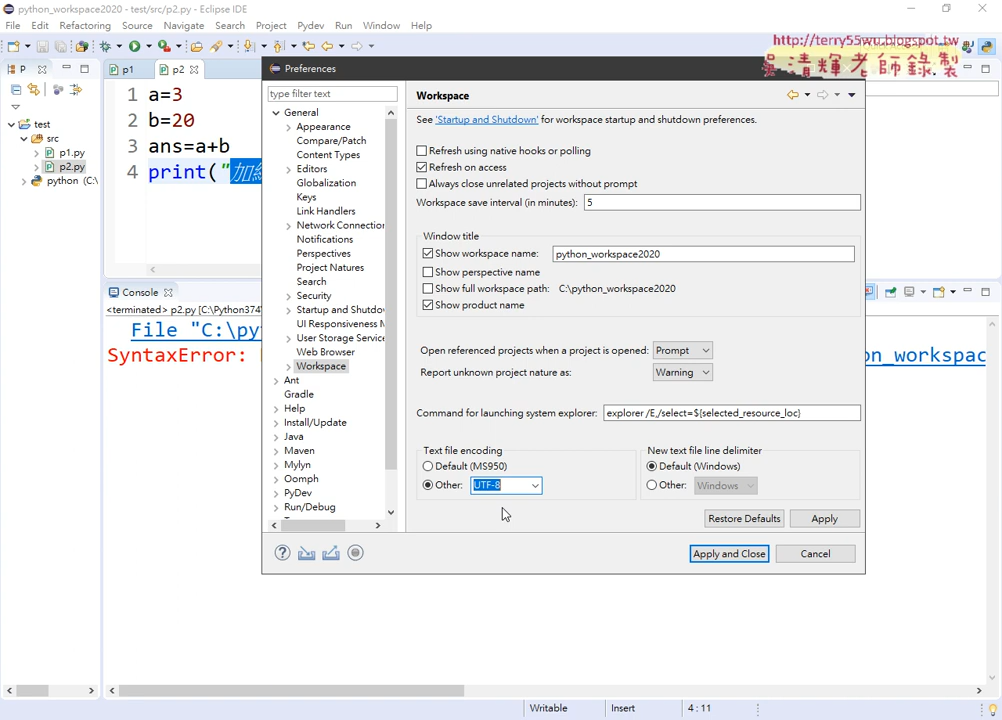 python_workspace2020 - test/src/p2.py - Eclipse IDE
File Edit Refactoring Source Navigate Search Project Pydev Run Window Help
http://terry55wu.blogspot.tw
吳清輝老師錄製
P
p1
p2
1 a=3
2 b=20
3 ans=a+b
4 print("加總
test
src
p1.py
p2.py
python (C:\
Console
<terminated> p2.py [C:\Python374\
File "C:\py
SyntaxError:
on_workspac
Preferences
type filter text
General
Appearance
Compare/Patch
Content Types
Editors
Globalization
Keys
Link Handlers
Network Connection
Notifications
Perspectives
Project Natures
Search
Security
Startup and Shutdo
UI Responsiveness M
User Storage Service
Web Browser
Workspace
Ant
Gradle
Help
Install/Update
Java
Maven
Mylyn
Oomph
PyDev
Run/Debug
Workspace
See 'Startup and Shutdown' for workspace startup and shutdown preferences.
Refresh using native hooks or polling
Refresh on access
Always close unrelated projects without prompt
Workspace save interval (in minutes): 5
Window title
Show workspace name: python_workspace2020
Show perspective name
Show full workspace path: C:\python_workspace2020
Show product name
Open referenced projects when a project is opened: Prompt
Report unknown project nature as: Warning
Command for launching system explorer: explorer /E,/select=${selected_resource_loc}
Text file encoding
Default (MS950)
Other: UTF-8
New text file line delimiter
Default (Windows)
Other: Windows
Restore Defaults Apply
Apply and Close Cancel
Writable Insert 4 : 11